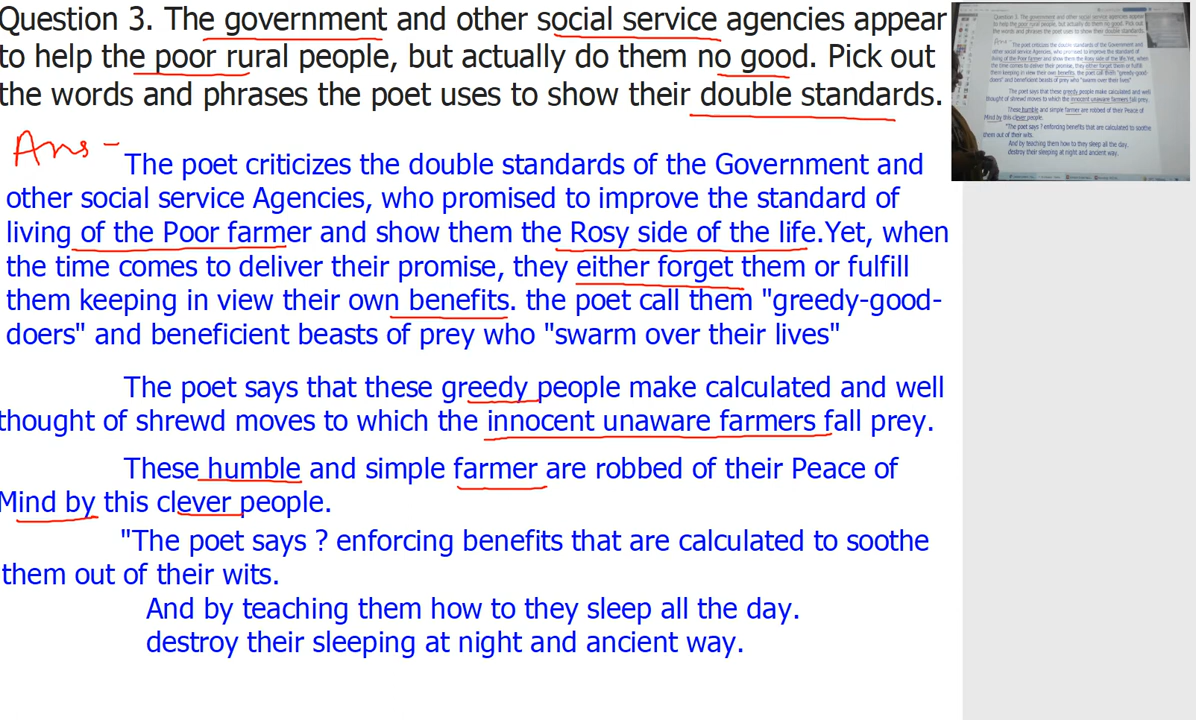 Question 3. The government and other social service agencies appear
to help the poor rural people, but actually do them no good. Pick out
the words and phrases the poet uses to show their double standards.
Ans -
The poet criticizes the double standards of the Government and
other social service Agencies, who promised to improve the standard of
living of the Poor farmer and show them the Rosy side of the life.Yet, when
the time comes to deliver their promise, they either forget them or fulfill
them keeping in view their own benefits. the poet call them "greedy-good-
doers" and beneficient beasts of prey who "swarm over their lives"
The poet says that these greedy people make calculated and well
thought of shrewd moves to which the innocent unaware farmers fall prey.
These humble and simple farmer are robbed of their Peace of
Mind by this clever people.
"The poet says ? enforcing benefits that are calculated to soothe
them out of their wits.
And by teaching them how to they sleep all the day.
destroy their sleeping at night and ancient way.